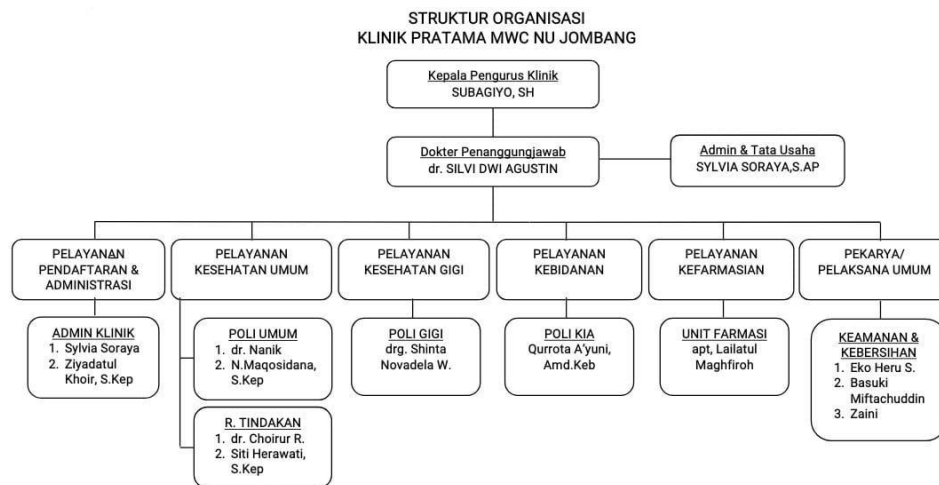 STRUKTUR ORGANISASI
KLINIK PRATAMA MWC NU JOMBANG
Kepala Pengurus Klinik
SUBAGIYO, SH
Dokter Penanggungjawab
dr. SILVI DWI AGUSTIN
Admin & Tata Usaha
SYLVIA SORAYA,S.AP
PELAYANAN
PENDAFTARAN &
ADMINISTRASI
PELAYANAN
KESEHATAN UMUM
PELAYANAN
KESEHATAN GIGI
PELAYANAN
KEBIDANAN
PELAYANAN
KEFARMASIAN
PEKARYA/
PELAKSANA UMUM
ADMIN KLINIK
1. Sylvia Soraya
2. Ziyadatul
Khoir, S.Kep
POLI UMUM
1. dr. Nanik
2. N.Maqosidana,
S.Kep
R. TINDAKAN
1. dr. Choirur R.
2. Siti Herawati,
S.Kep
POLI GIGI
drg. Shinta
Novadela W.
POLI KIA
Qurrota A'yuni,
Amd.Keb
UNIT FARMASI
apt, Lailatul
Maghfiroh
KEAMANAN &
KEBERSIHAN
1. Eko Heru S.
2. Basuki
Miftachuddin
3. Zaini